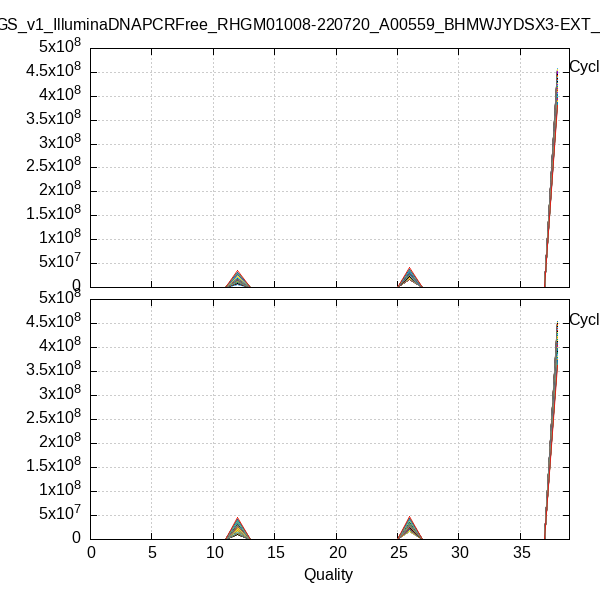 GS_v1_IlluminaDNAPCRFree_RHGM01008-220720_A00559_BHMWJYDSX3-EXT_
5x10^8
4.5x10^8
Cycl
4x10^8
3.5x10^8
3x10^8
2.5x10^8
2x10^8
1.5x10^8
1x10^8
5x10^7
0
5x10^8
4.5x10^8
Cycl
4x10^8
3.5x10^8
3x10^8
2.5x10^8
2x10^8
1.5x10^8
1x10^8
5x10^7
0
0 5 10 15 20 25 30 35
Quality